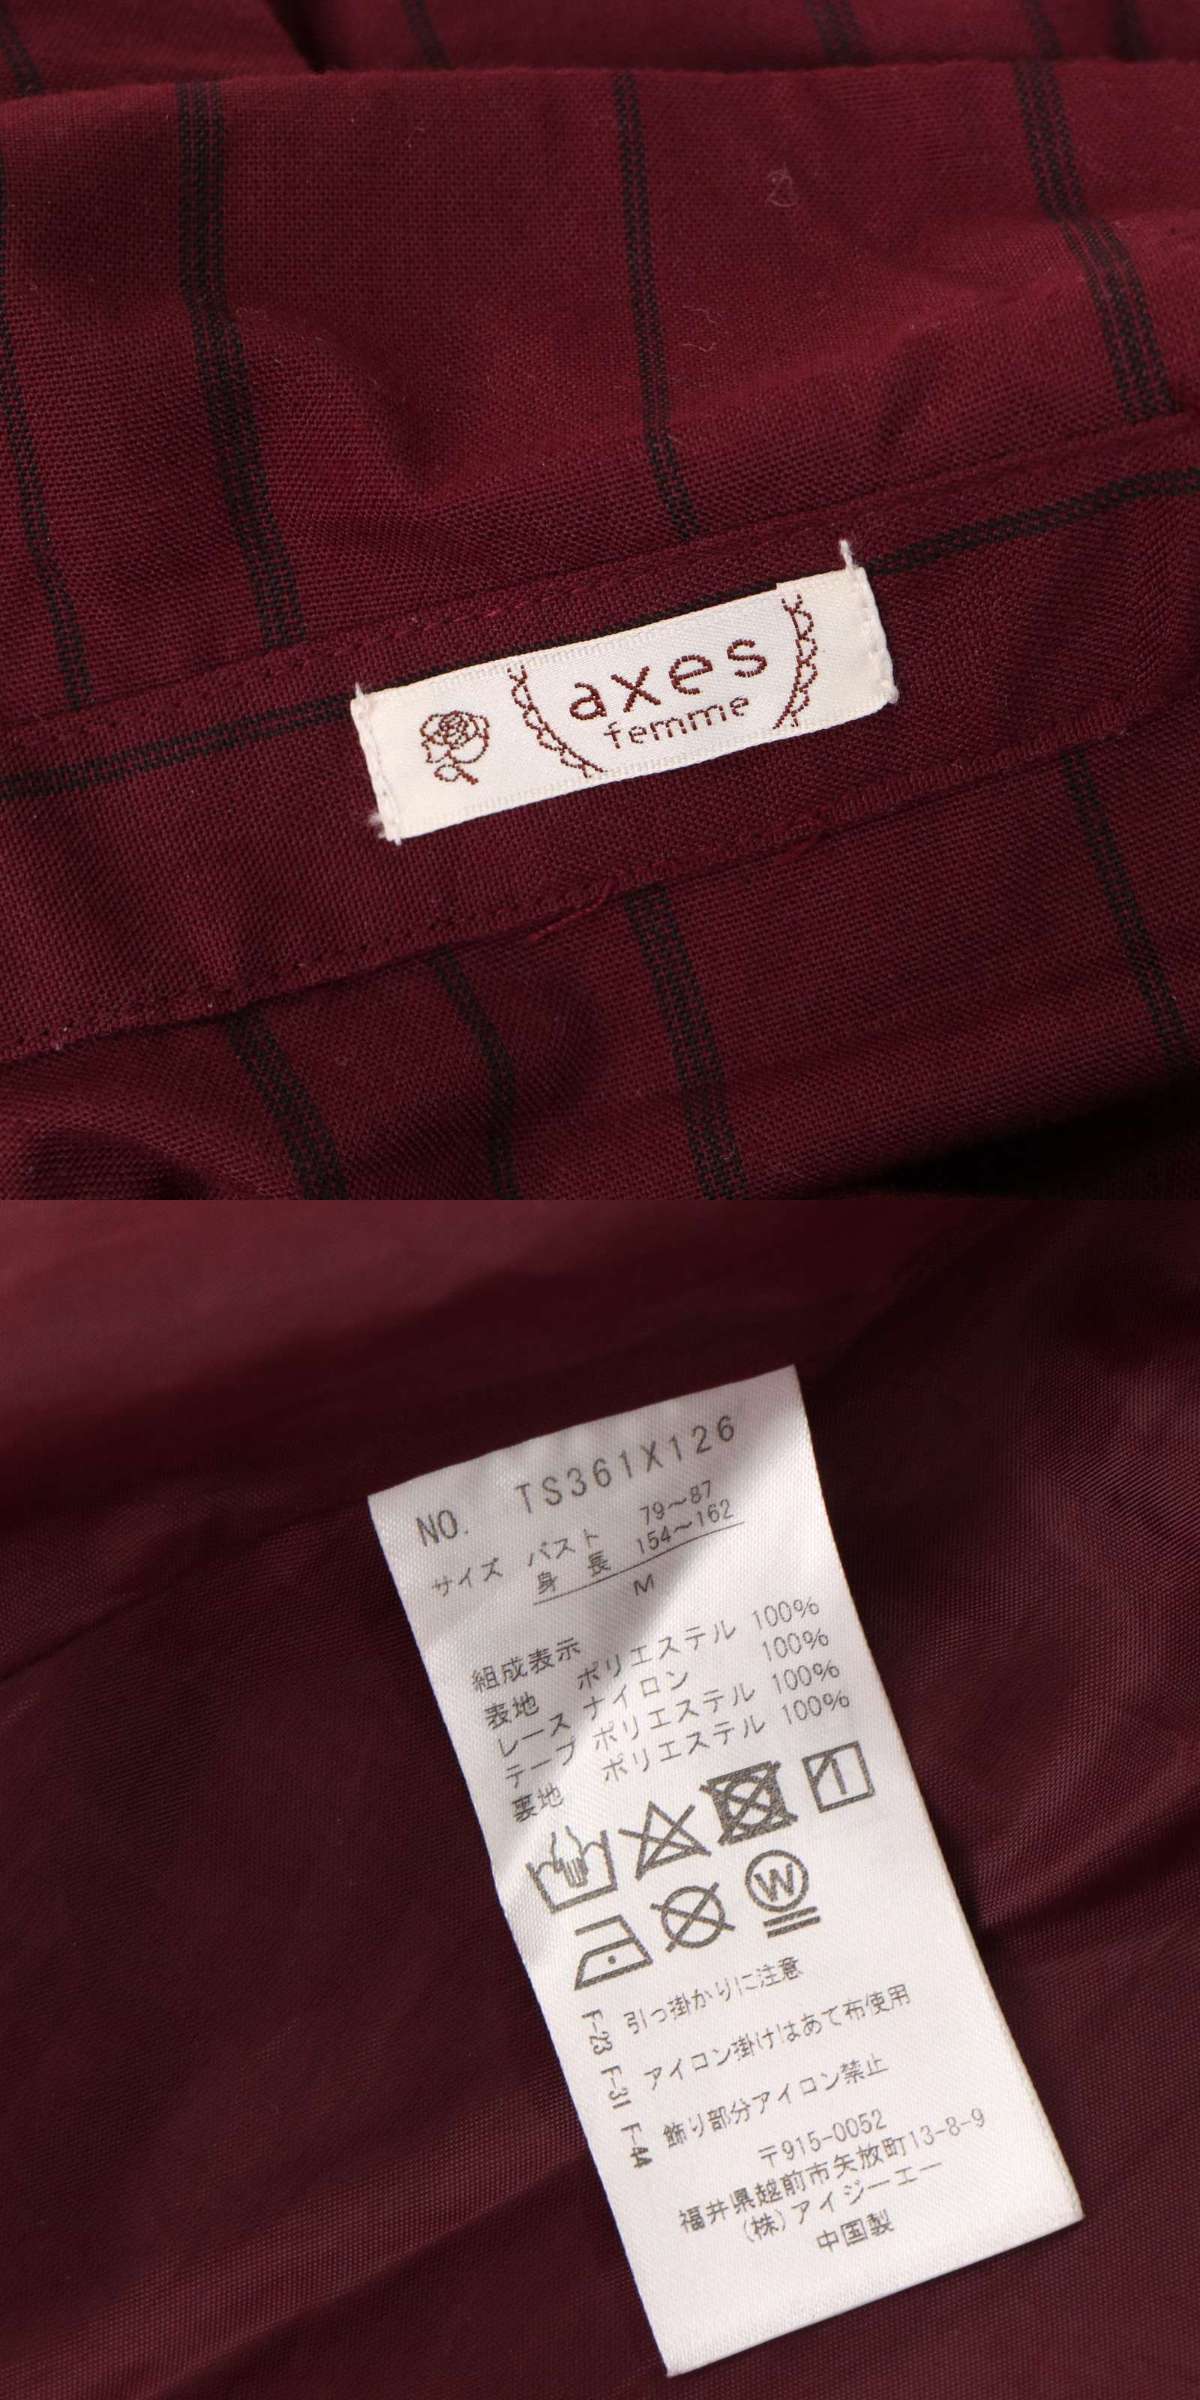 axes
femme
NO. TS361X126
サイズ バスト 79〜87
身長 154〜162
M
組成表示
表地 ポリエステル 100%
レース ナイロン 100%
テープ ポリエステル 100%
裏地 ポリエステル 100%
W
引っ掛かりに注意
アイロン掛けはあて布使用
飾り部分アイロン禁止
F-23 F-31 F-44
〒915-0052
福井県越前市矢放町13-8-9
(株)アイジーエー
中国製